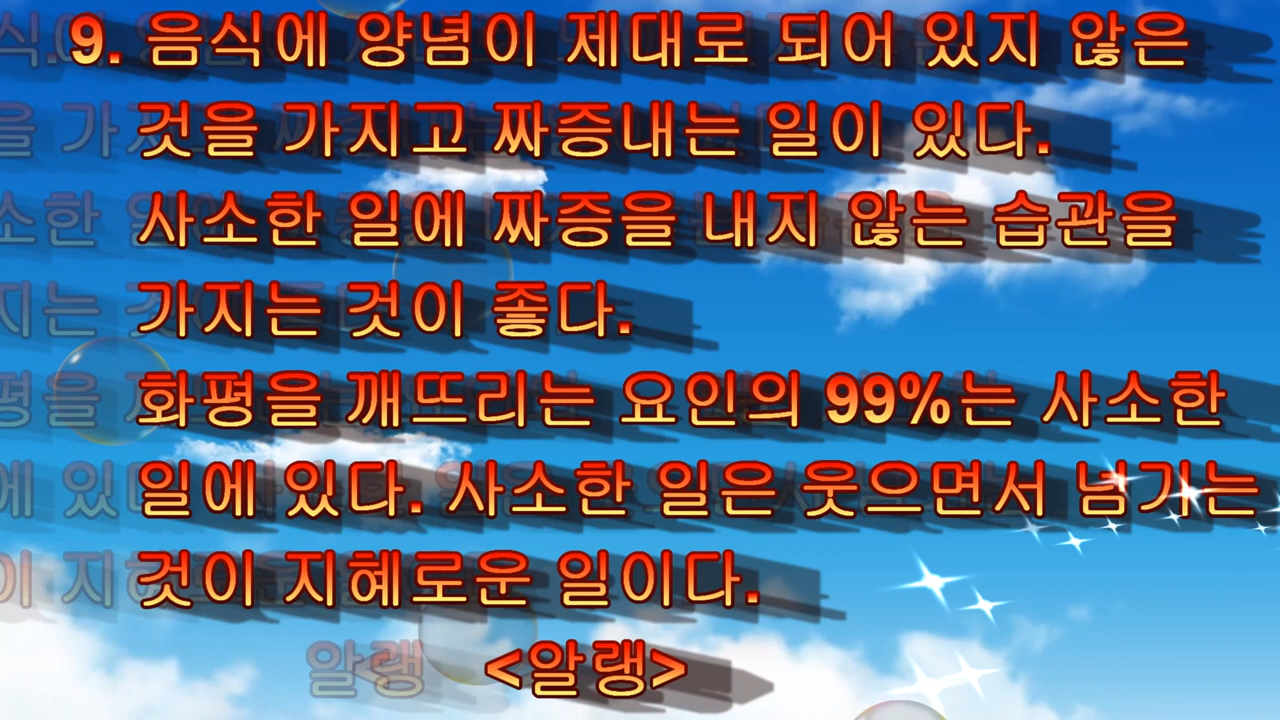 9. 음식에 양념이 제대로 되어 있지 않은
것을 가지고 짜증내는 일이 있다.
사소한 일에 짜증을 내지 않는 습관을
가지는 것이 좋다.
화평을 깨뜨리는 요인의 99%는 사소한
일에 있다. 사소한 일은 웃으면서 넘기는
것이 지혜로운 일이다.
<알랭>